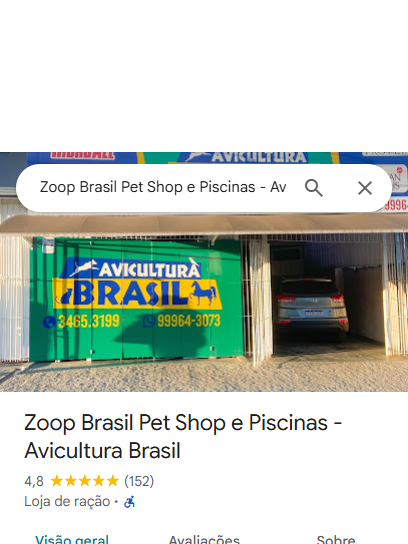 AVICULTURA
Zoop Brasil Pet Shop e Piscinas - Av
AVICULTURA
BRASIL
3465.3199
99964-3073
Zoop Brasil Pet Shop e Piscinas -
Avicultura Brasil
4,8
(152)
Loja de ração ·
Visão geral
Avaliações
Sobre